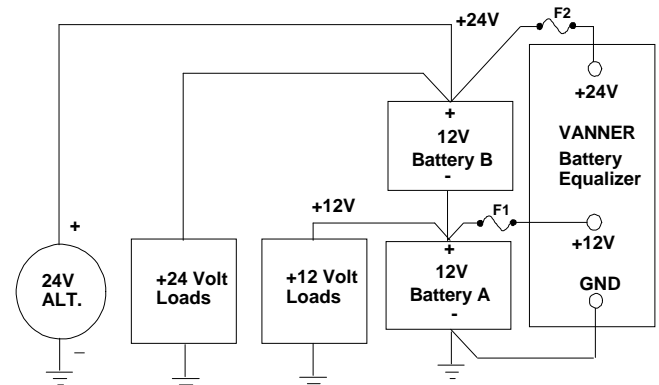 +24V
F2
+24V
+
12V
Battery B
-
VANNER
Battery
Equalizer
+12V
F1
+12V
+
12V
Battery A
-
GND
+
24V
ALT.
_
+24 Volt
Loads
+12 Volt
Loads